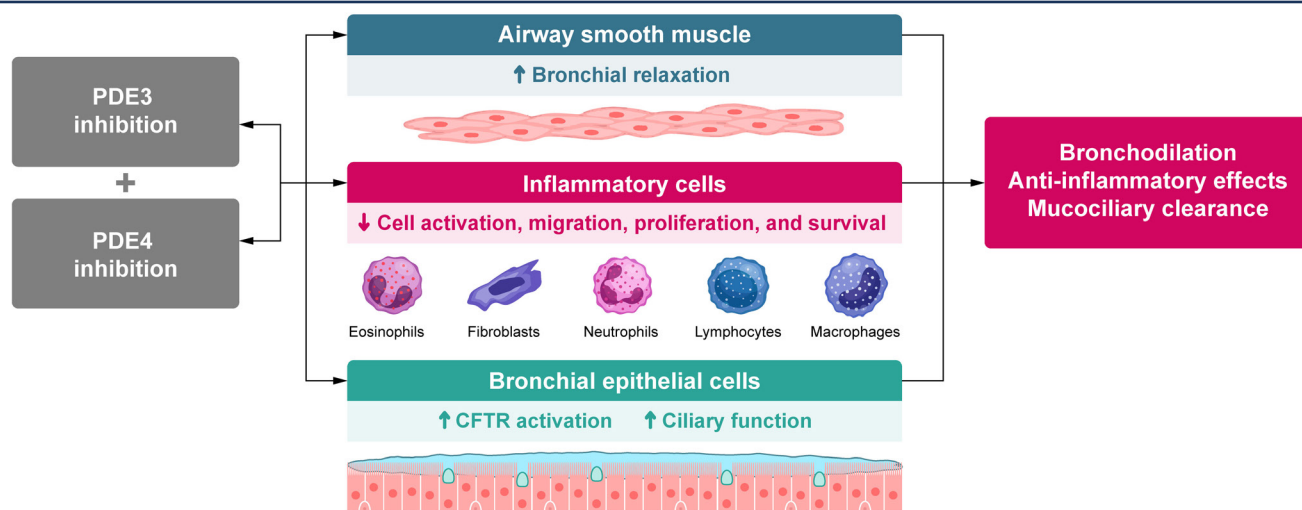 PDE3
inhibition
+
PDE4
inhibition
Airway smooth muscle
↑ Bronchial relaxation
Inflammatory cells
↓ Cell activation, migration, proliferation, and survival
Eosinophils
Fibroblasts
Neutrophils
Lymphocytes
Macrophages
Bronchial epithelial cells
↑ CFTR activation ↑ Ciliary function
Bronchodilation
Anti-inflammatory effects
Mucociliary clearance